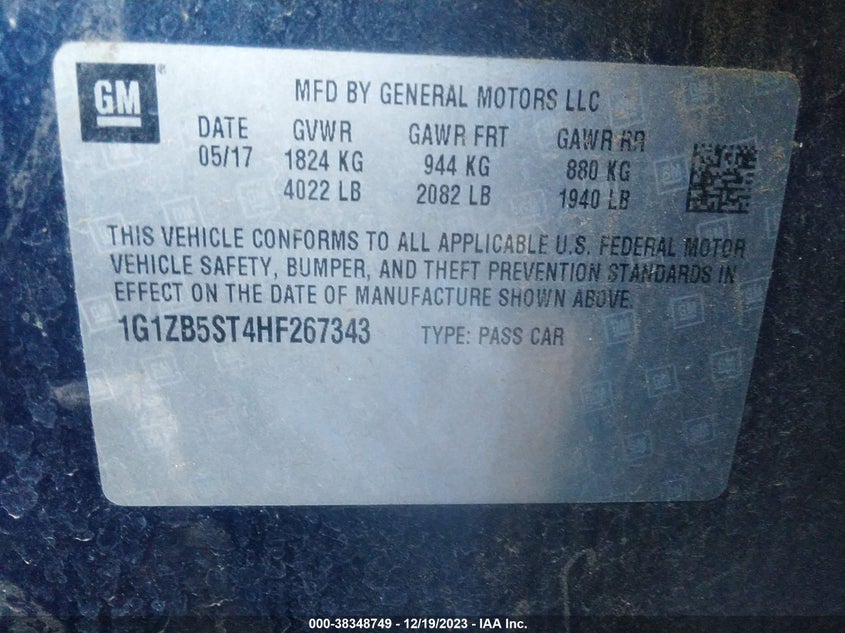 GM ®
MFD BY GENERAL MOTORS LLC
DATE GVWR GAWR FRT GAWR RR
05/17 1824 KG 944 KG 880 KG
4022 LB 2082 LB 1940 LB
THIS VEHICLE CONFORMS TO ALL APPLICABLE U.S. FEDERAL MOTOR
VEHICLE SAFETY, BUMPER, AND THEFT PREVENTION STANDARDS IN
EFFECT ON THE DATE OF MANUFACTURE SHOWN ABOVE.
1G1ZB5ST4HF267343 TYPE: PASS CAR
000-38348749 - 12/19/2023 - IAA Inc.